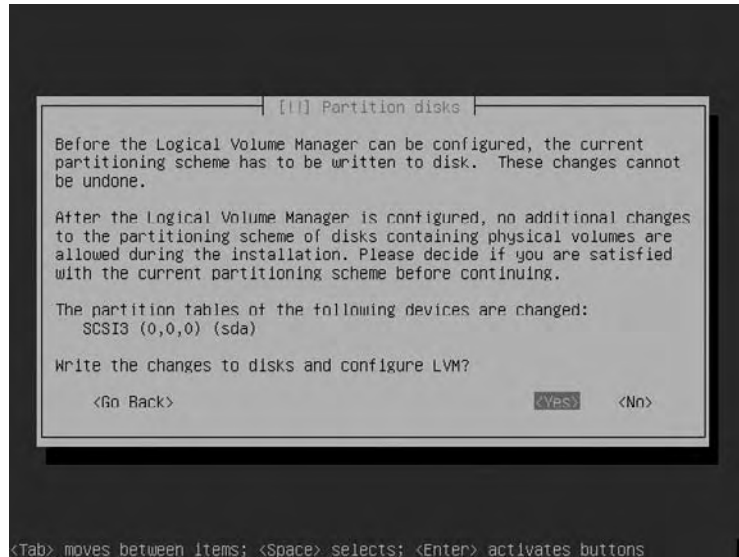 [!!] Partition disks
Before the Logical Volume Manager can be configured, the current
partitioning scheme has to be written to disk.  These changes cannot
be undone.
After the Logical Volume Manager is configured, no additional changes
to the partitioning scheme of disks containing physical volumes are
allowed during the installation. Please decide if you are satisfied
with the current partitioning scheme before continuing.
The partition tables of the following devices are changed:
SCSI3 (0,0,0) (sda)
Write the changes to disks and configure LVM?
<Go Back> <Yes> <No>
<Tab> moves between items; <Space> selects; <Enter> activates buttons